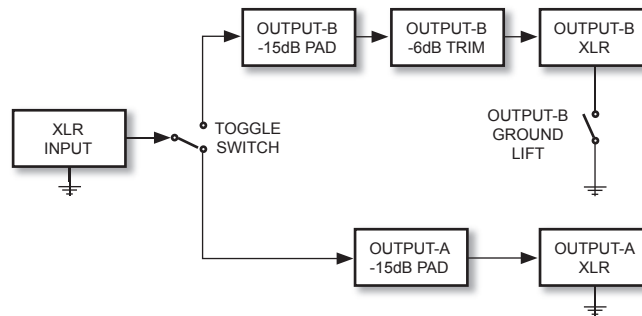 OUTPUT-B
-15dB PAD
OUTPUT-B
-6dB TRIM
OUTPUT-B
XLR
XLR
INPUT
TOGGLE
SWITCH
OUTPUT-B
GROUND
LIFT
OUTPUT-A
-15dB PAD
OUTPUT-A
XLR